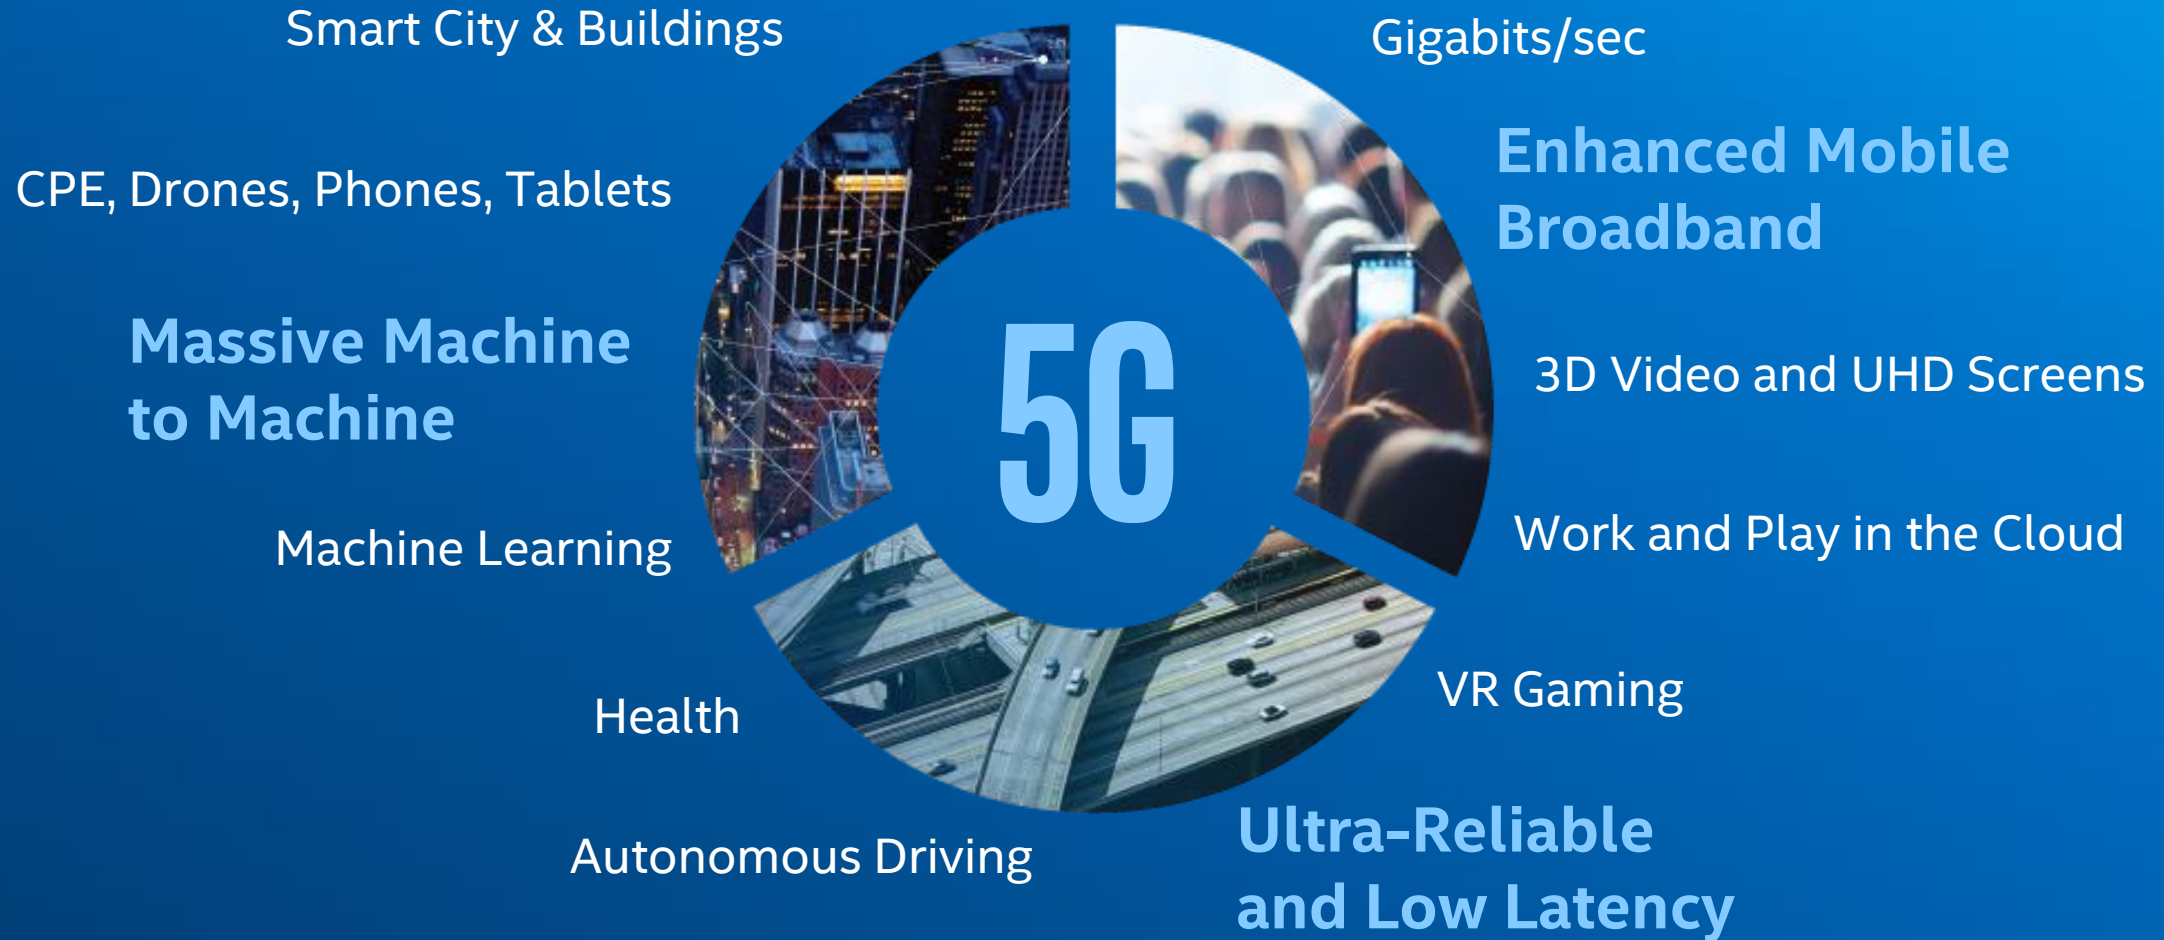 Smart City & Buildings
CPE, Drones, Phones, Tablets
Massive Machine
to Machine
Machine Learning
Health
Autonomous Driving
5G
Gigabits/sec
Enhanced Mobile
Broadband
3D Video and UHD Screens
Work and Play in the Cloud
VR Gaming
Ultra-Reliable
and Low Latency